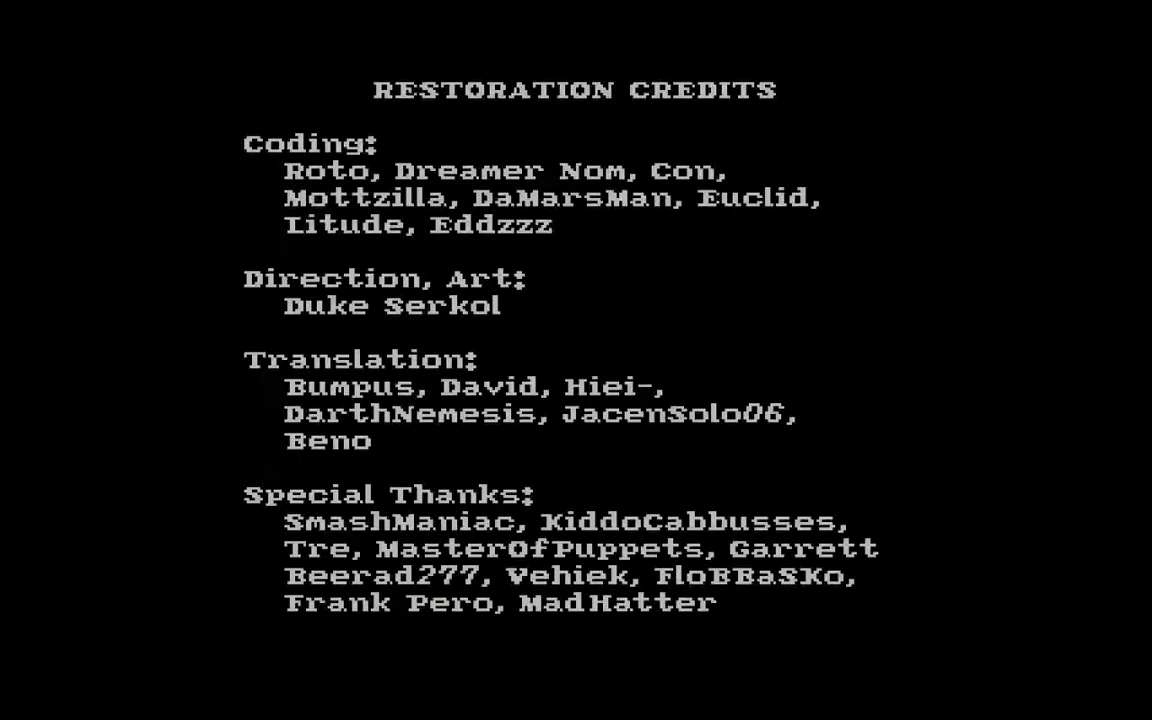 RESTORATION CREDITS
Coding:
Roto, Dreamer Nom, Con,
Mottzilla, DaMarsMan, Euclid,
Litude, Eddzzz
Direction, Art:
Duke Serkol
Translation:
Bumpus, David, Hiei-,
DarthNemesis, JacenSolo06,
Beno
Special Thanks:
SmashManiac, KiddoCabbusses,
Tre, MasterOfPuppets, Garrett
Beerad277, Vehiek, FloBBaSKo,
Frank Pero, MadHatter